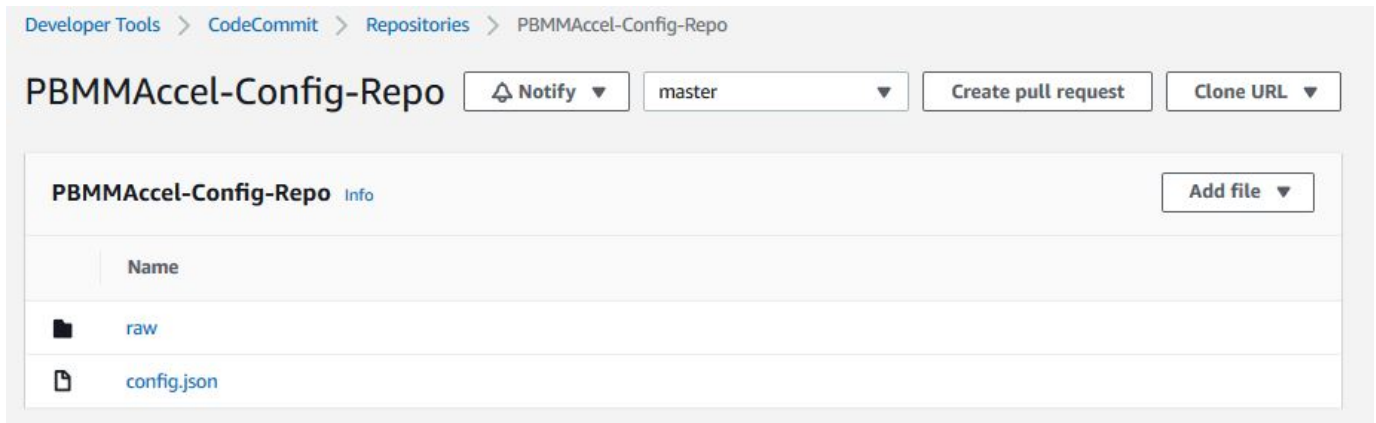 Developer Tools > CodeCommit > Repositories > PBMMAccel-Config-Repo
PBMMAccel-Config-Repo Notify master Create pull request Clone URL
PBMMAccel-Config-Repo Info Add file
Name
raw
config.json